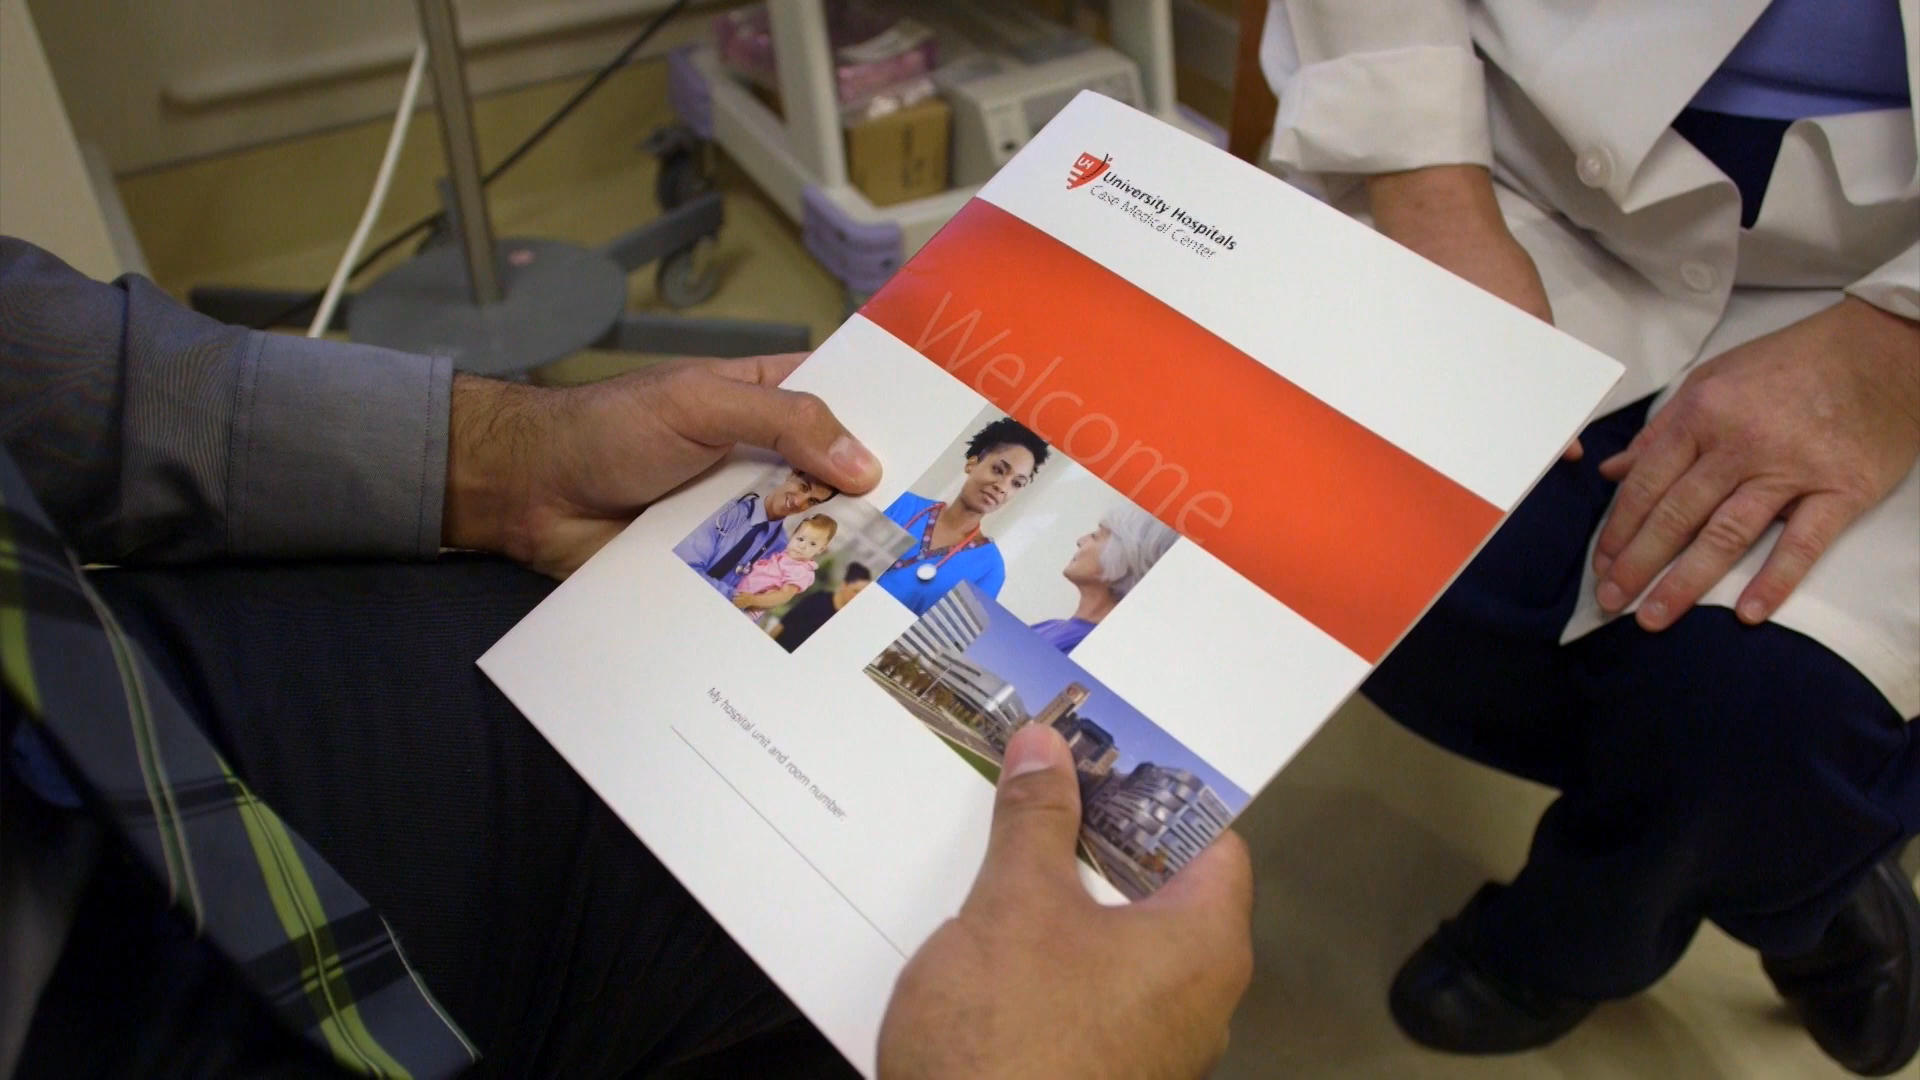 UH
University Hospitals
Case Medical Center
Welcome
My hospital unit and room number: